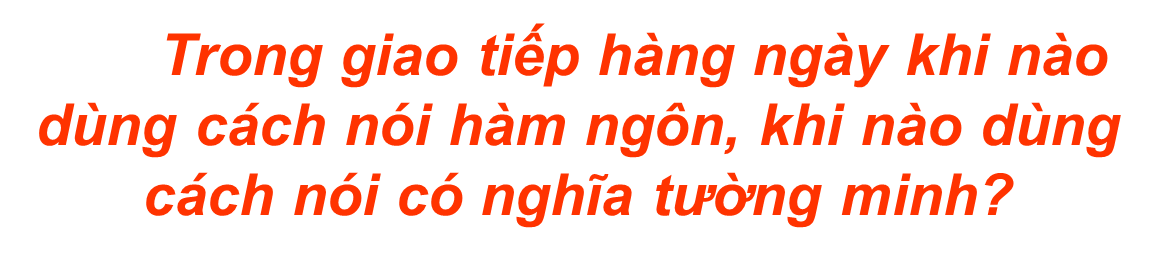 Trong giao tiếp hàng ngày khi nào
dùng cách nói hàm ngôn, khi nào dùng
cách nói có nghĩa tường minh?